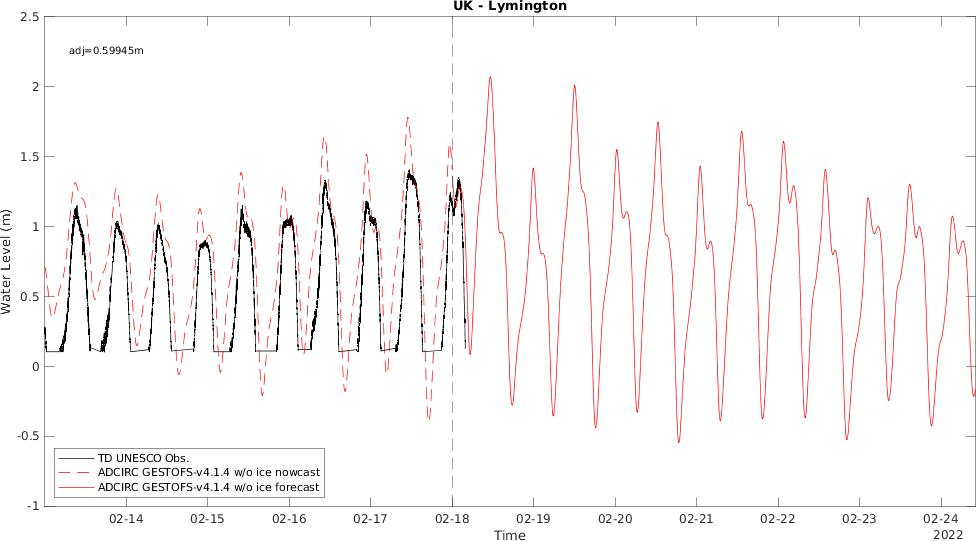 UK - Lymington
adj=0.59945m
Water Level (m)
2.5
2
1.5
1
0.5
0
-0.5
-1
TD UNESCO Obs.
ADCIRC GESTOFS-v4.1.4 w/o ice nowcast
ADCIRC GESTOFS-v4.1.4 w/o ice forecast
02-14 02-15 02-16 02-17 02-18 02-19 02-20 02-21 02-22 02-23 02-24
Time
2022